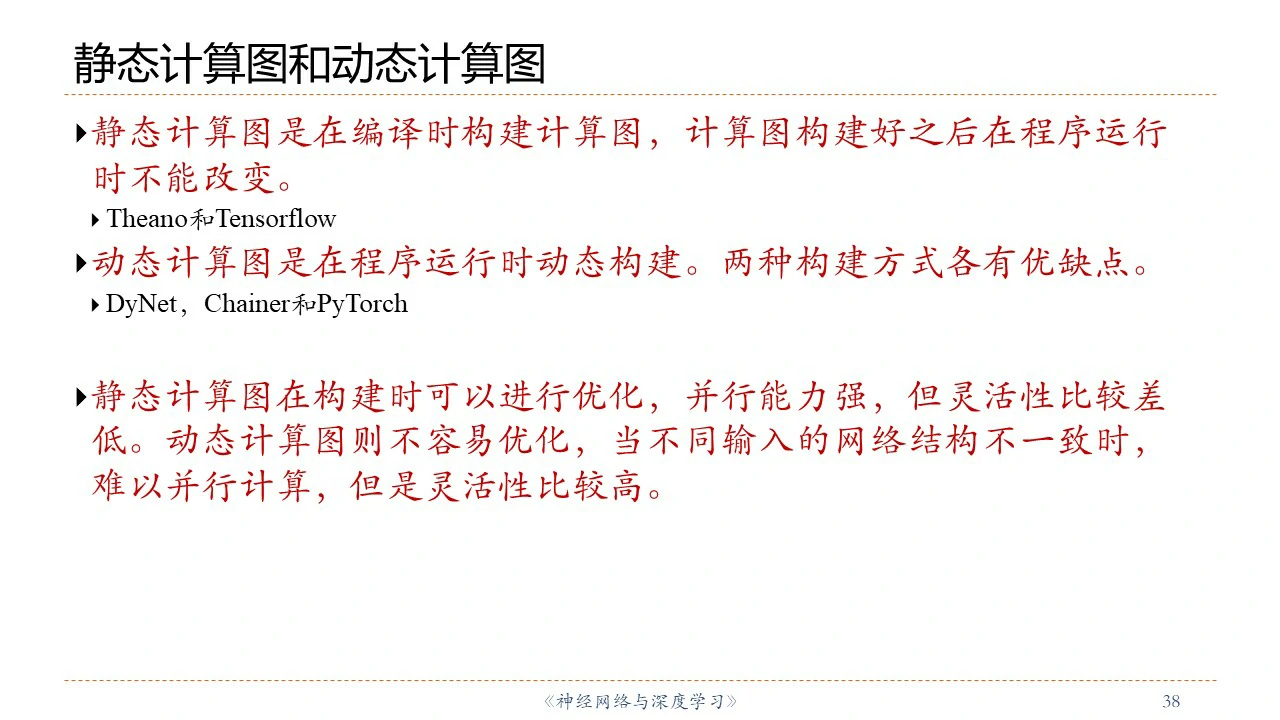 静态计算图和动态计算图
静态计算图是在编译时构建计算图，计算图构建好之后在程序运行
时不能改变。
Theano和Tensorflow
动态计算图是在程序运行时动态构建。两种构建方式各有优缺点。
DyNet，Chainer和PyTorch
静态计算图在构建时可以进行优化，并行能力强，但灵活性比较差
低。动态计算图则不容易优化，当不同输入的网络结构不一致时，
难以并行计算，但是灵活性比较高。
《神经网络与深度学习》
38